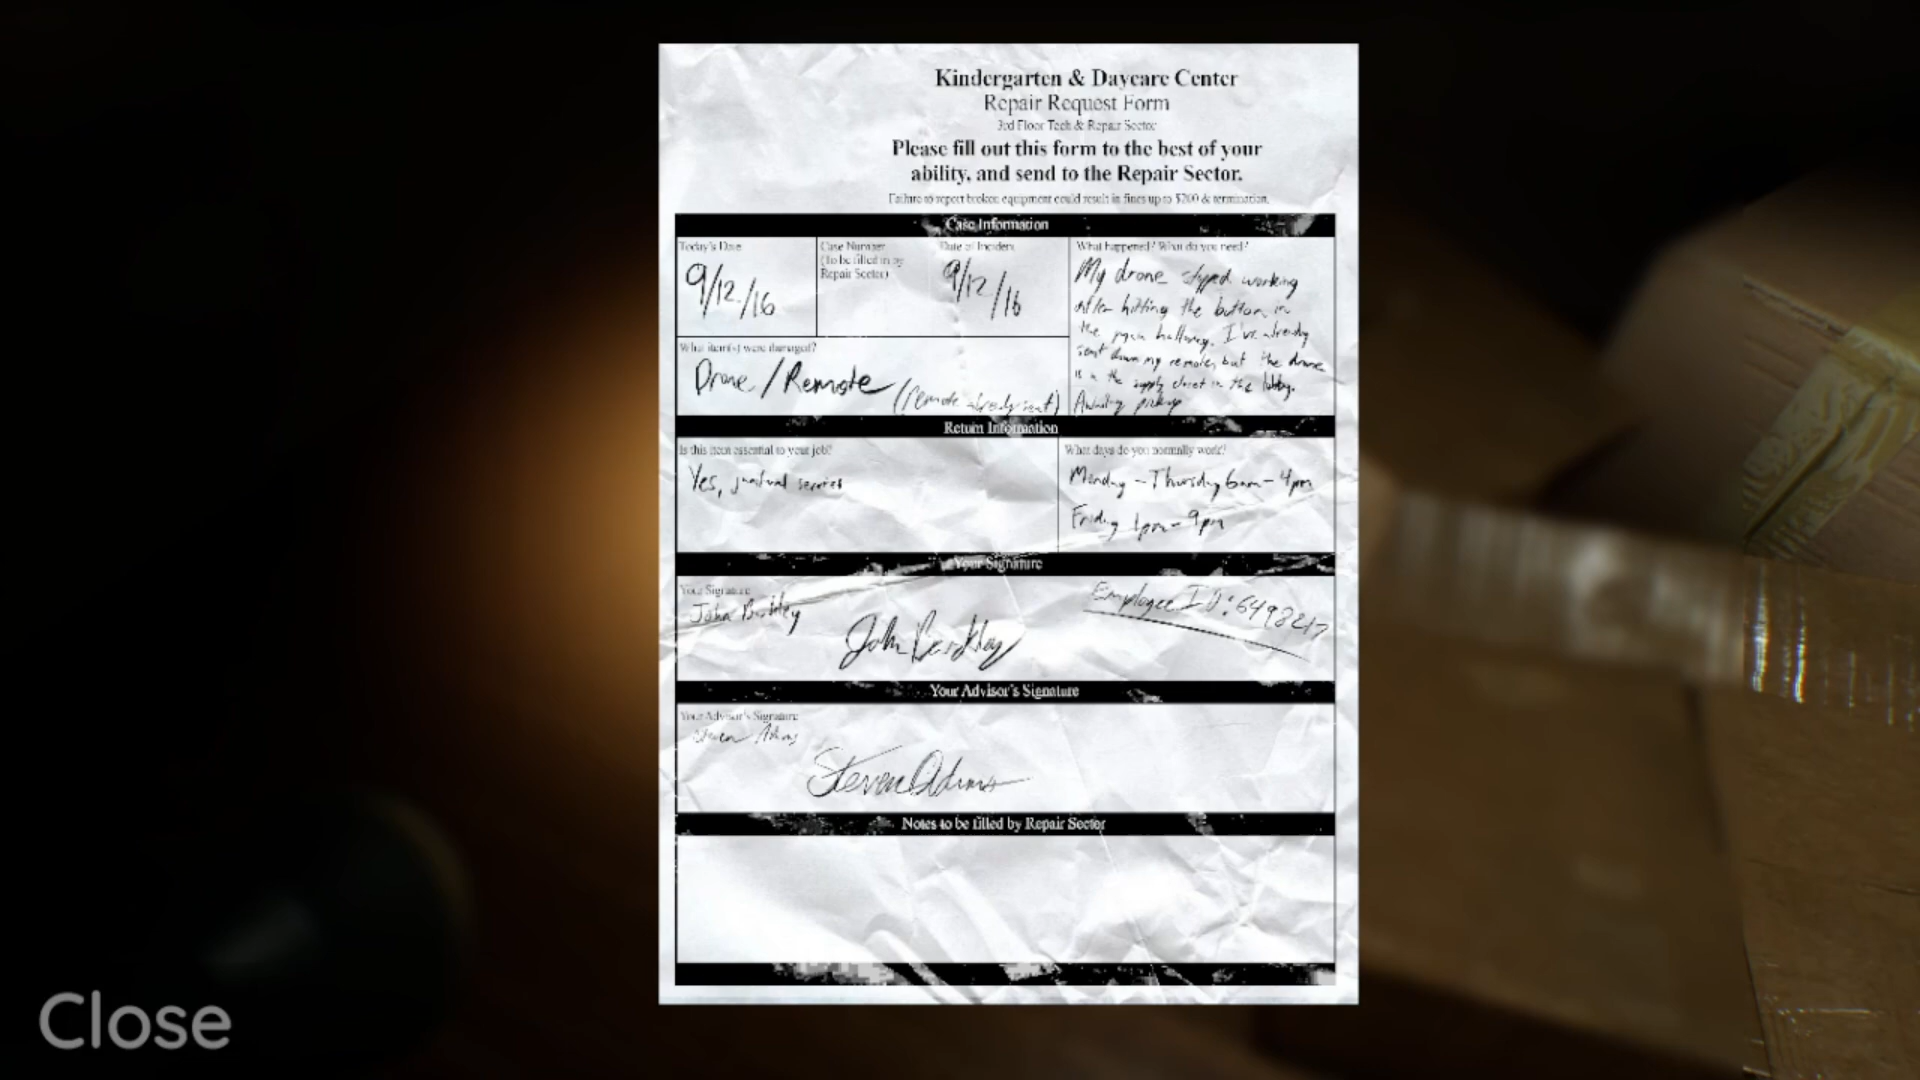 Kindergarten & Daycare Center
Repair Request Form
3rd Floor Tech & Repair Sector
Please fill out this form to the best of your
ability, and send to the Repair Sector.
Failure to report broken equipment could result in fines up to $200 & termination.
Case Information
Today's Date
9/12/16
Case Number
(To be filled in by
Repair Sector)
Date of Incident
9/12/16
What happened? What do you need?
My drone stopped working
after hitting the button in
the main hallway. I've already
sent down my remote, but the drone
is in the supply closet in the lobby.
Awaiting pickup
What item(s) were damaged?
Drone/Remote (remote already sent)
Return Information
Is this item essential to your job?
Yes, janitorial services
What days do you normally work?
Monday - Thursday 6am - 4pm
Friday 1pm - 9pm
Your Signature
Your Signature
John Barkley
John Barkley
Employee ID: 6498217
Your Advisor's Signature
Your Advisor's Signature
Steven Adams
Steven Adams
Notes to be filled by Repair Sector
Close